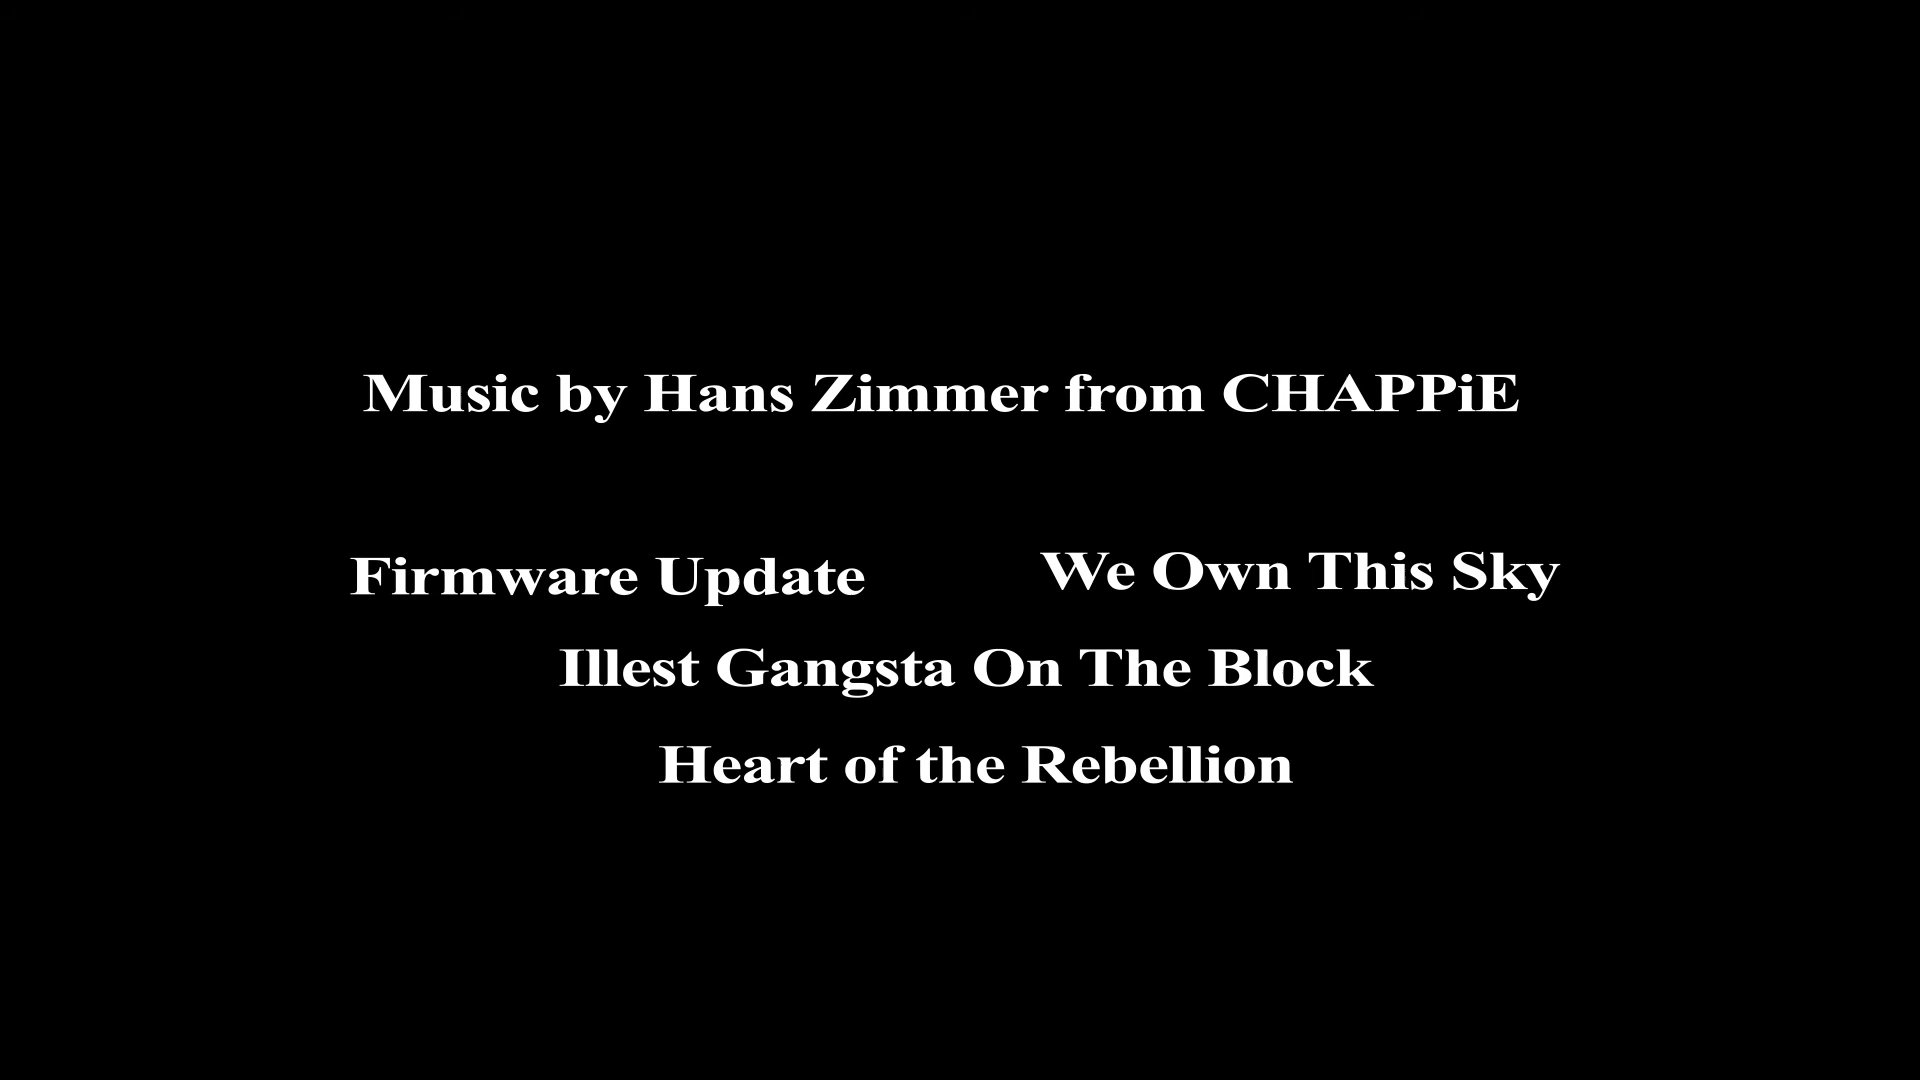 Music by Hans Zimmer from CHAPPiE
Firmware Update
We Own This Sky
Illest Gangsta On The Block
Heart of the Rebellion